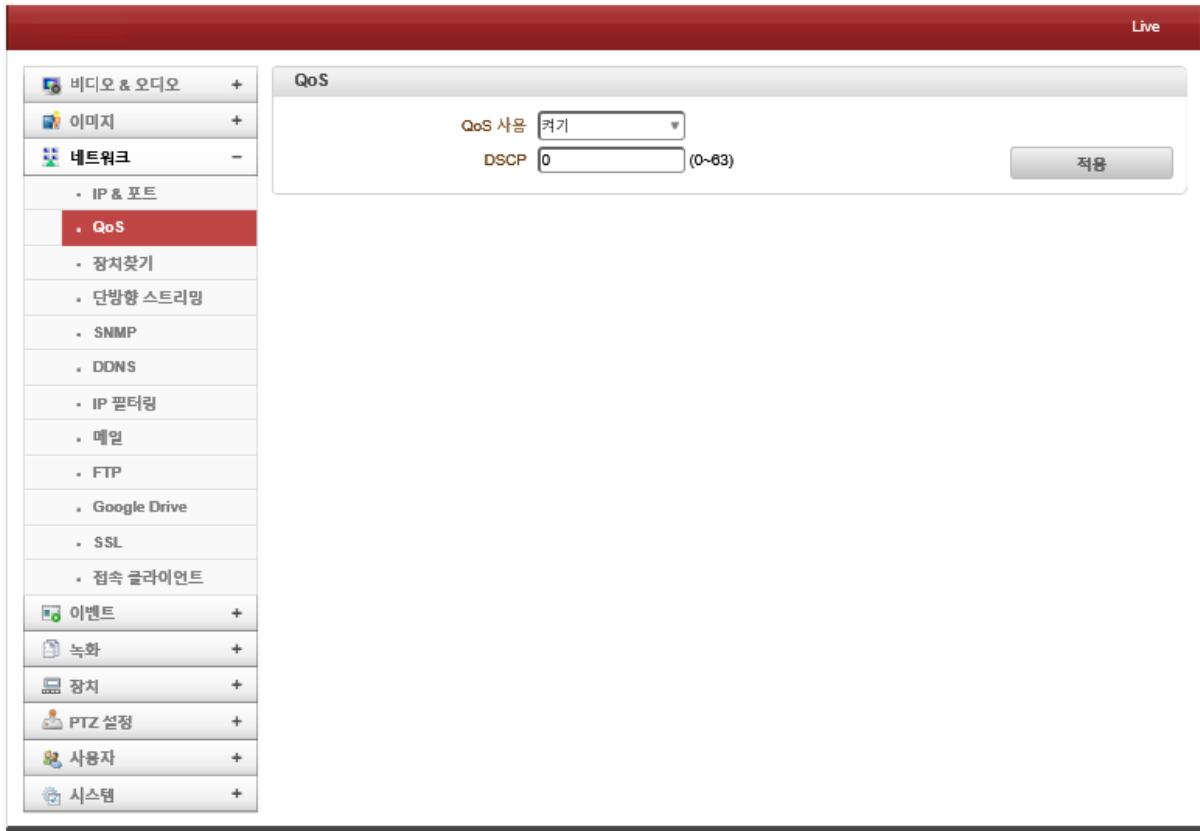 Live
비디오 & 오디오 +
이미지 +
네트워크 −
IP & 포트
QoS
장치찾기
단방향 스트리밍
SNMP
DDNS
IP 필터링
메일
FTP
Google Drive
SSL
접속 클라이언트
이벤트 +
녹화 +
장치 +
PTZ 설정 +
사용자 +
시스템 +
QoS
QoS 사용 켜기
DSCP 0 (0~63)
적용